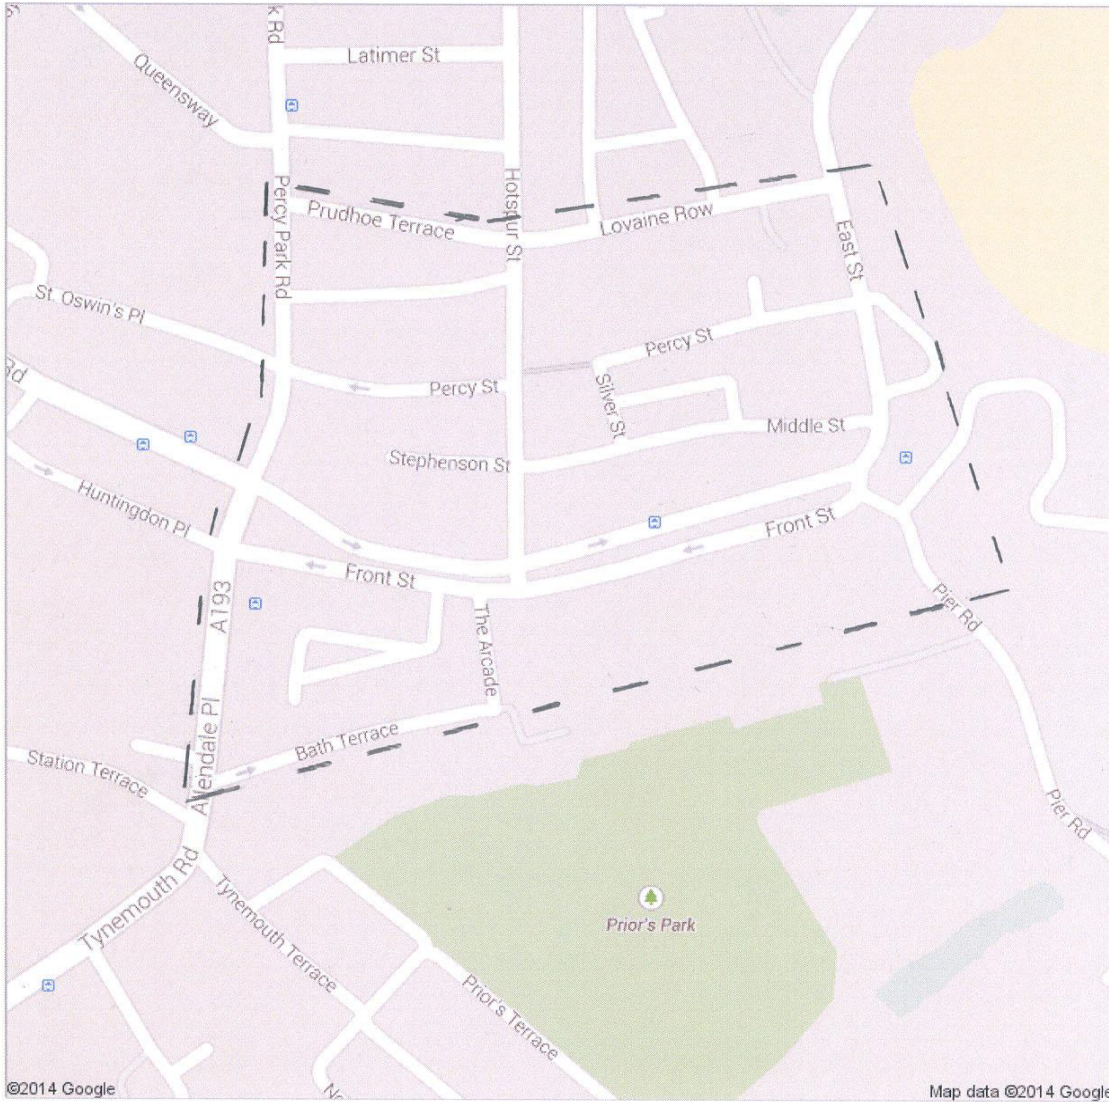 k Rd
Latimer St
Queensway
Percy Park Rd
Prudhoe Terrace
Hotspur St
Lovaine Row
East St
St. Oswin's Pl
Rd
Percy St
Percy St
Silver St
Middle St
Stephenson St
Huntingdon Pl
Front St
Front St
A193
The Arcade
Pier Rd
Allendale Pl
Bath Terrace
Station Terrace
Pier Rd
Tynemouth Rd
Tynemouth Terrace
Prior's Park
Prior's Terrace
©2014 Google
Map data ©2014 Google